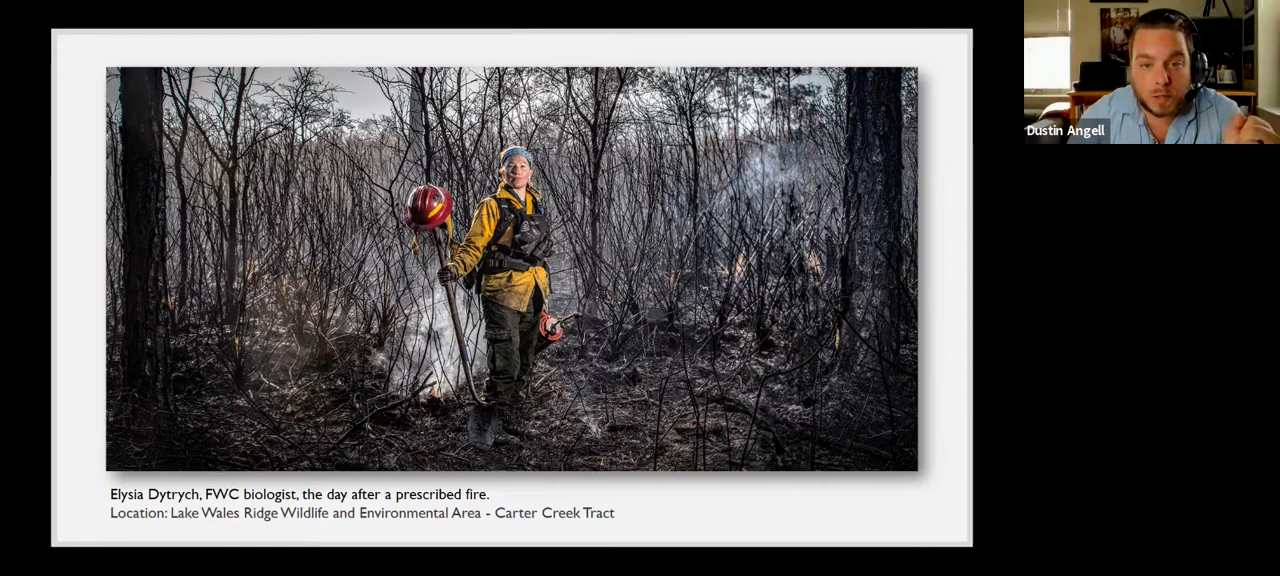 Dustin Angell
Elysia Dytrych, FWC biologist, the day after a prescribed fire.
Location: Lake Wales Ridge Wildlife and Environmental Area - Carter Creek Tract